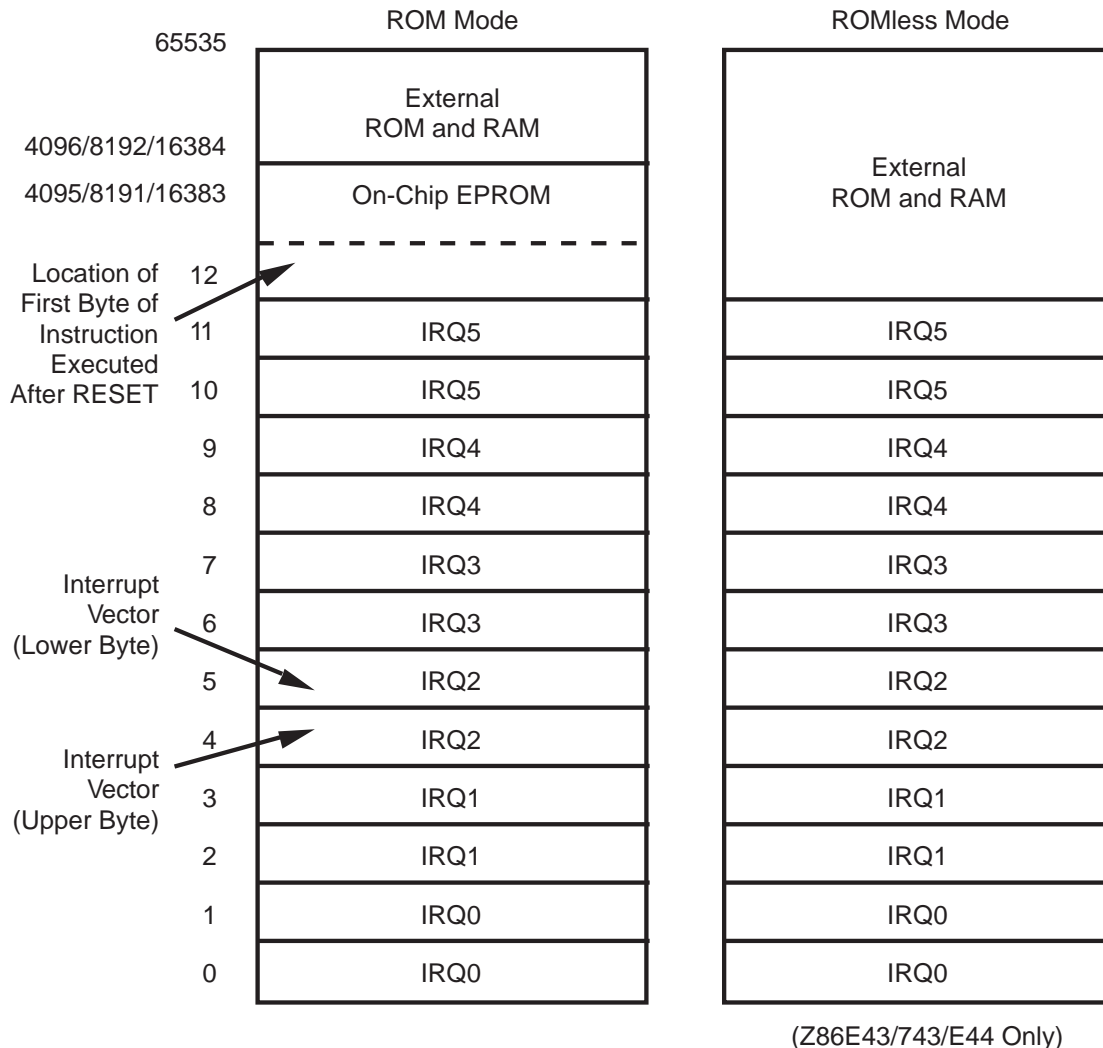 ROM Mode
ROMless Mode
65535
External
ROM and RAM
4096/8192/16384
4095/8191/16383
On-Chip EPROM
External
ROM and RAM
Location of
First Byte of
Instruction
Executed
After RESET
12
11
IRQ5
IRQ5
10
IRQ5
IRQ5
9
IRQ4
IRQ4
8
IRQ4
IRQ4
7
IRQ3
IRQ3
Interrupt
Vector
(Lower Byte)
6
IRQ3
IRQ3
5
IRQ2
IRQ2
4
IRQ2
IRQ2
Interrupt
Vector
(Upper Byte)
3
IRQ1
IRQ1
2
IRQ1
IRQ1
1
IRQ0
IRQ0
0
IRQ0
IRQ0
(Z86E43/743/E44 Only)